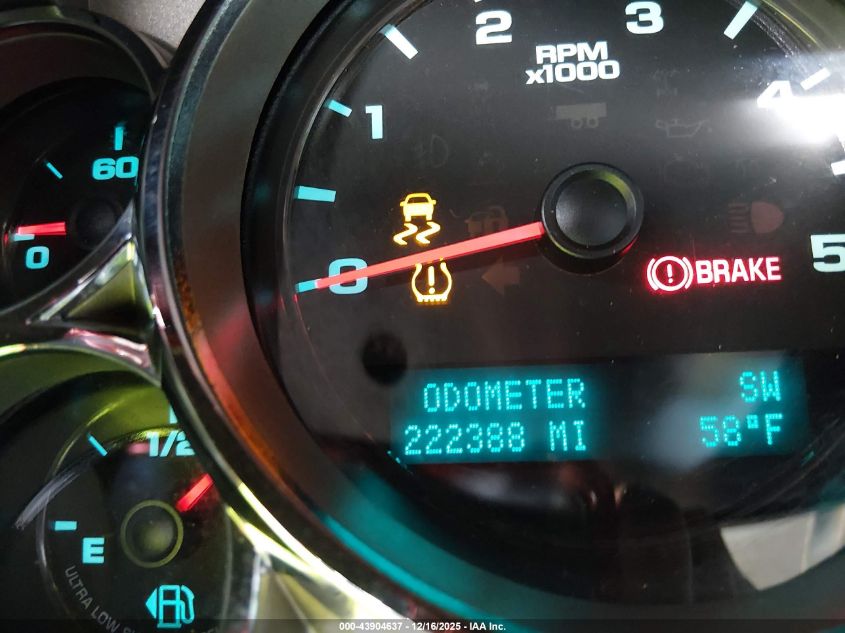 2
3
RPM
x1000
4
1
60
0
0
5
BRAKE
ODOMETER SW
222388 MI 58°F
1/2
E
ULTRA LOW
000-43904637 - 12/16/2025 - IAA Inc.